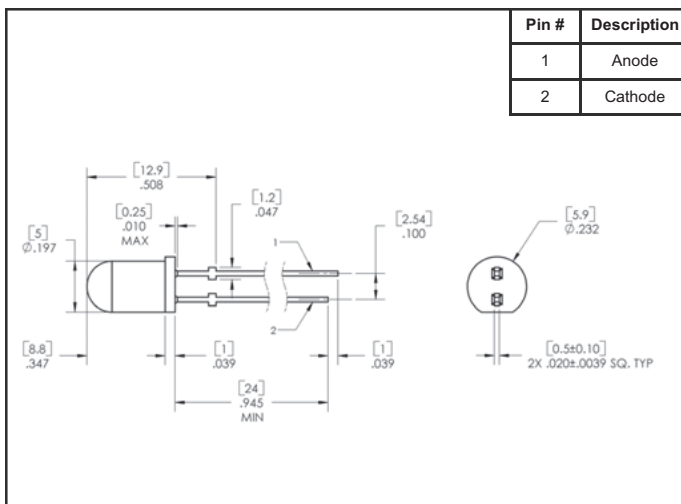 Pin # Description
1 Anode
2 Cathode
[12.9]
.508
[0.25]
.010
MAX
[1.2]
.047
[2.54]
.100
[5]
Ø.197
[5.9]
Ø.232
1
2
[8.8]
.347
[1]
.039
[1]
.039
[24]
.945
MIN
[0.5±0.10]
2X .020±.0039 SQ. TYP